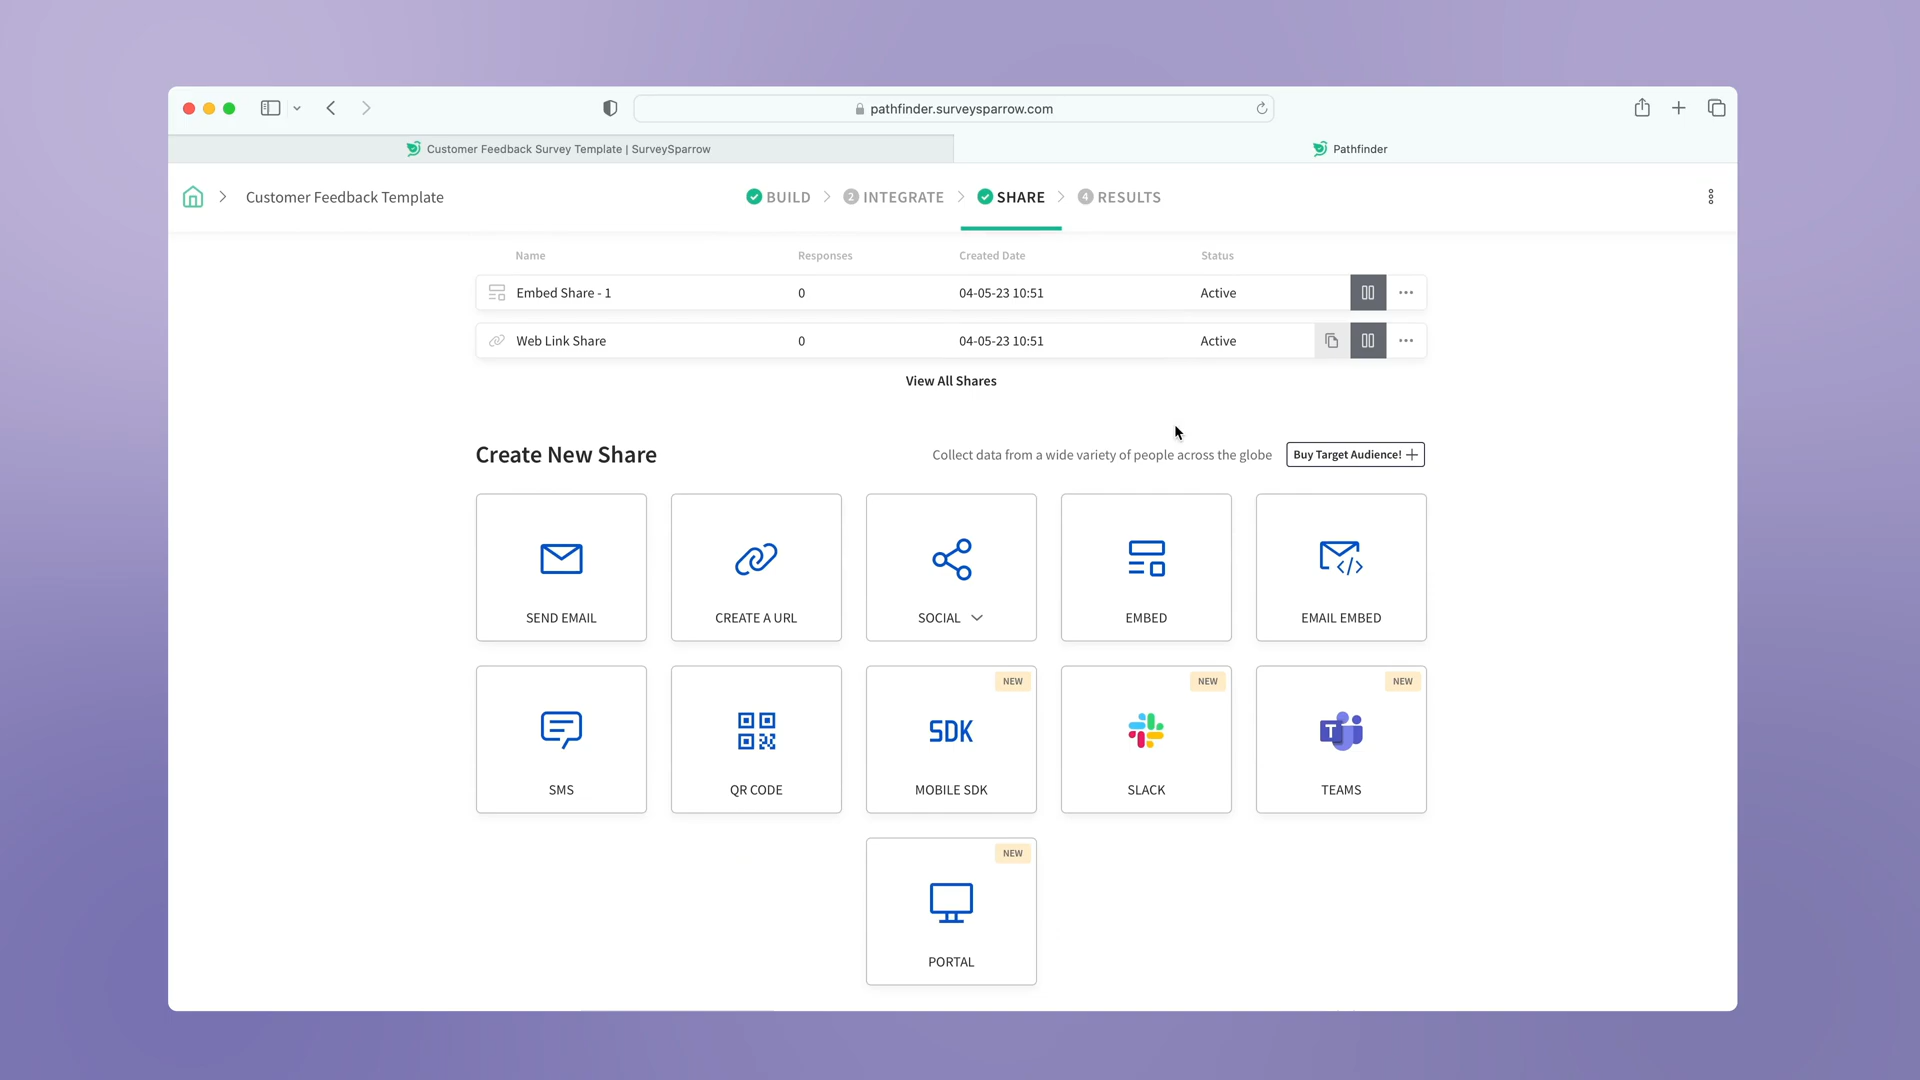 pathfinder.surveysparrow.com
Customer Feedback Survey Template | SurveySparrow
Pathfinder
Customer Feedback Template
BUILD
2 INTEGRATE
SHARE
4 RESULTS
Name Responses Created Date Status
Embed Share - 1 0 04-05-23 10:51 Active
Web Link Share 0 04-05-23 10:51 Active
View All Shares
Create New Share
Collect data from a wide variety of people across the globe
Buy Target Audience!
SEND EMAIL
CREATE A URL
SOCIAL
EMBED
EMAIL EMBED
SMS
QR CODE
NEW
SDK
MOBILE SDK
NEW
SLACK
NEW
T
TEAMS
NEW
PORTAL